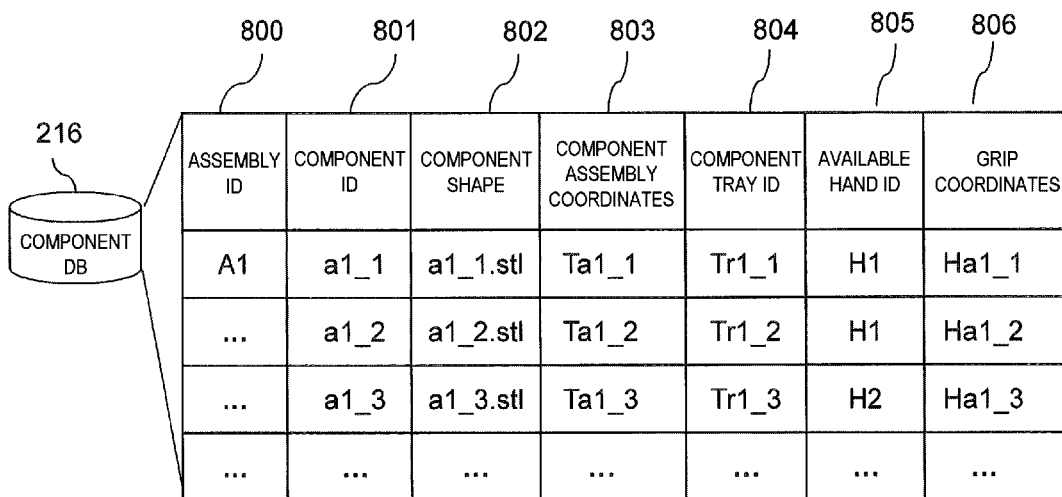 800 801 802 803 804 805 806
216
COMPONENT DB
ASSEMBLY ID COMPONENT ID COMPONENT SHAPE COMPONENT ASSEMBLY COORDINATES COMPONENT TRAY ID AVAILABLE HAND ID GRIP COORDINATES
A1 a1_1 a1_1.stl Ta1_1 Tr1_1 H1 Ha1_1
... a1_2 a1_2.stl Ta1_2 Tr1_2 H1 Ha1_2
... a1_3 a1_3.stl Ta1_3 Tr1_3 H2 Ha1_3
... ... ... ... ... ... ...